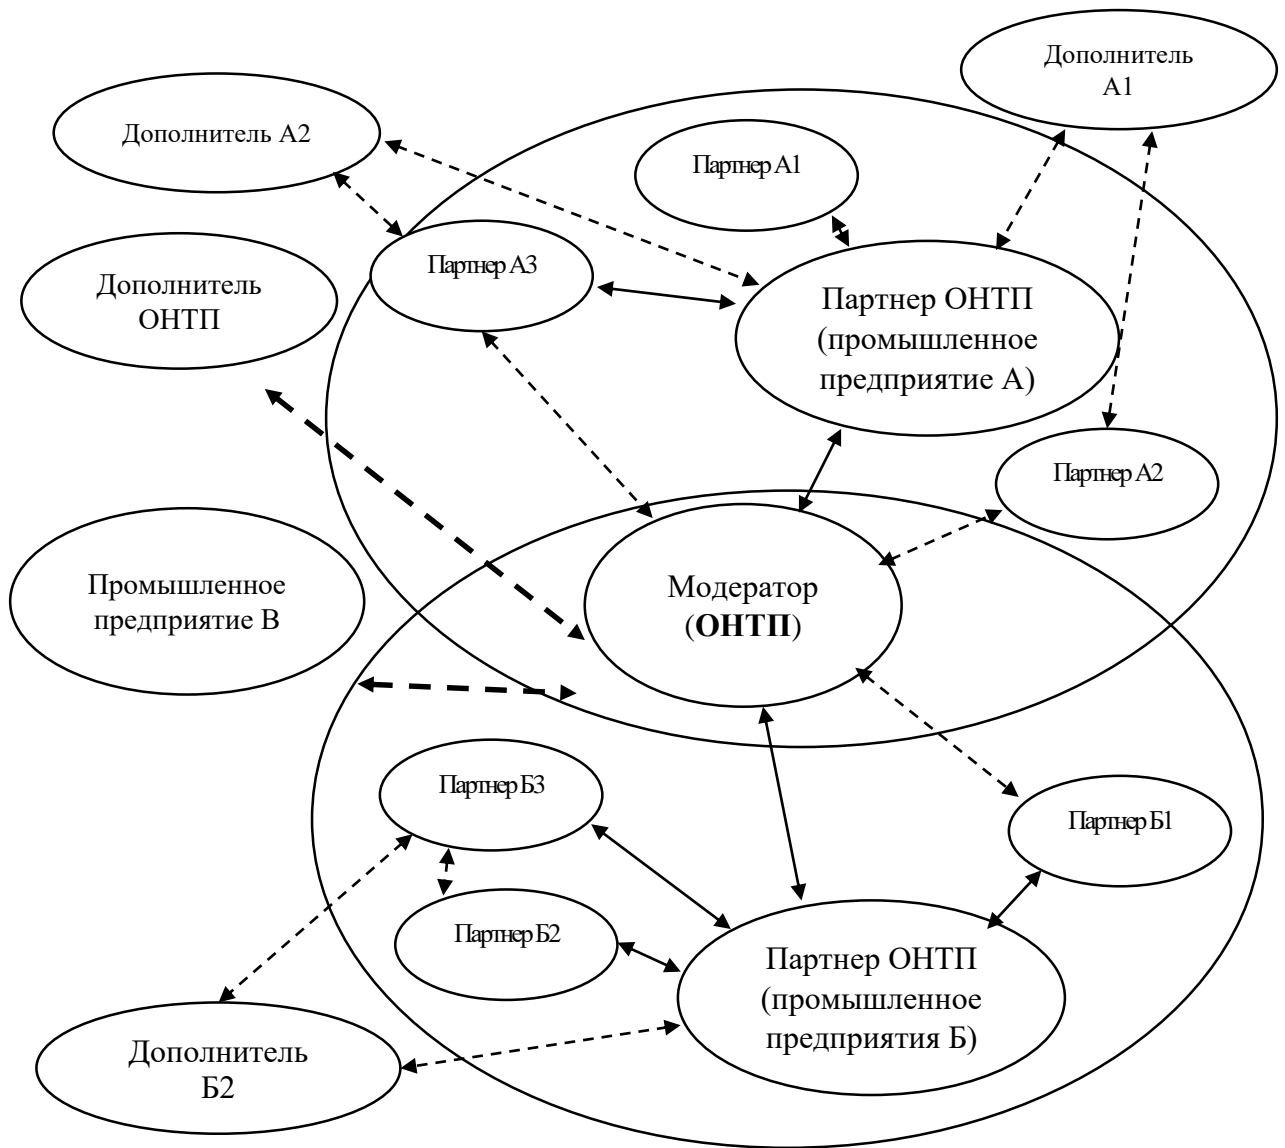 Дополнитель
А1
Дополнитель А2
Партнер А1
Партнер А3
Дополнитель
ОНТП
Партнер ОНТП
(промышленное
предприятие А)
Партнер А2
Модератор
(ОНТП)
Промышленное
предприятие В
Партнер Б3
Партнер Б1
Партнер Б2
Партнер ОНТП
(промышленное
предприятия Б)
Дополнитель
Б2